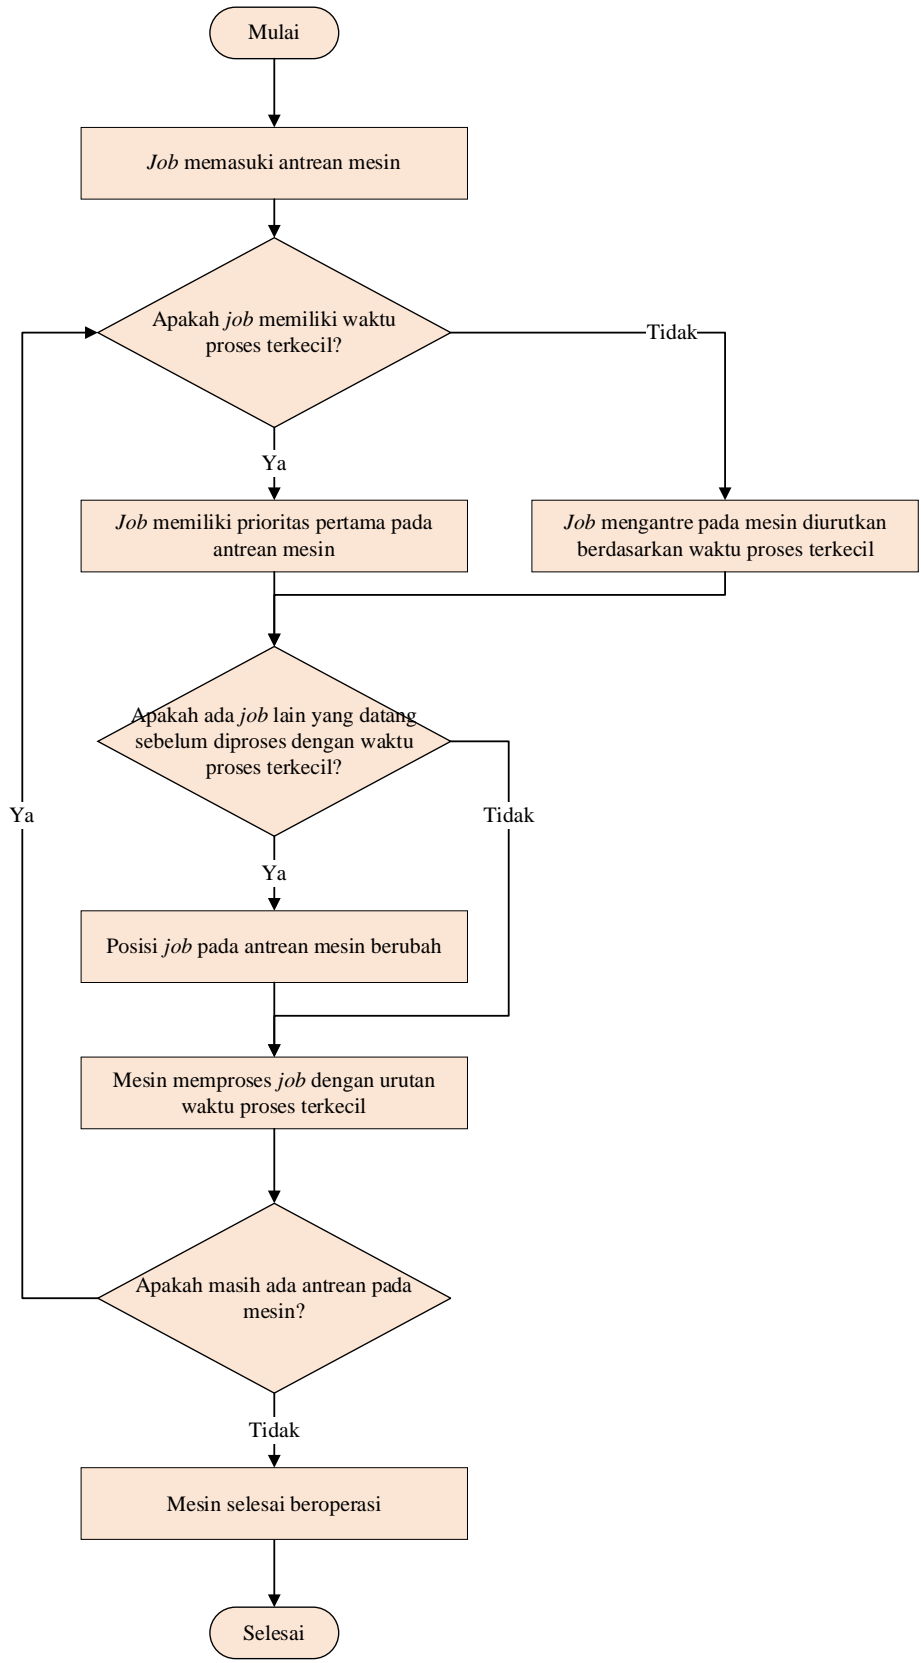 Mulai
Job memasuki antrean mesin
Apakah job memiliki waktu
proses terkecil?
Tidak
Ya
Job memiliki prioritas pertama pada
antrean mesin
Job mengantre pada mesin diurutkan
berdasarkan waktu proses terkecil
Apakah ada job lain yang datang
sebelum diproses dengan waktu
proses terkecil?
Ya
Tidak
Ya
Posisi job pada antrean mesin berubah
Mesin memproses job dengan urutan
waktu proses terkecil
Apakah masih ada antrean pada
mesin?
Tidak
Mesin selesai beroperasi
Selesai